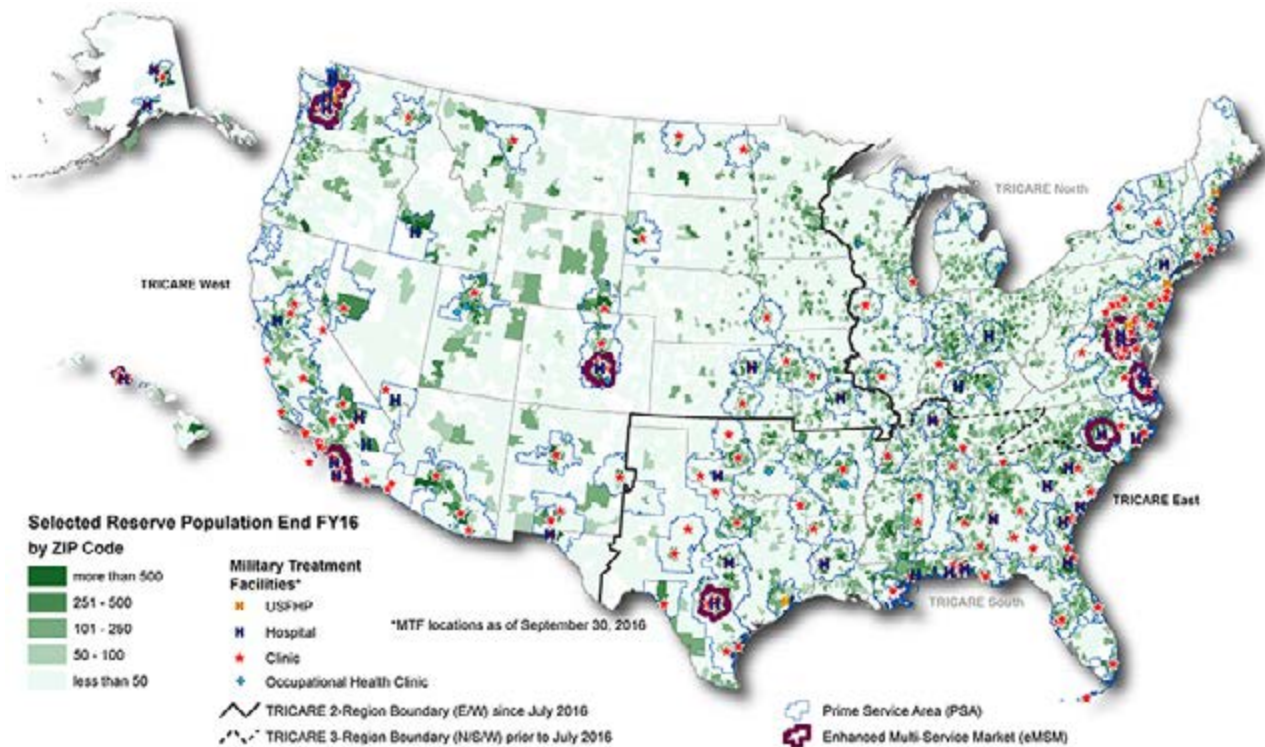 TRICARE North
TRICARE West
TRICARE East
TRICARE South
Selected Reserve Population End FY16
by ZIP Code
more than 500
251 - 500
101 - 250
50 - 100
less than 50
Military Treatment
Facilities*
USFHP
H Hospital
Clinic
Occupational Health Clinic
*MTF locations as of September 30, 2016
TRICARE 2-Region Boundary (E/W) since July 2016
TRICARE 3-Region Boundary (N/S/W) prior to July 2016
Prime Service Area (PSA)
Enhanced Multi-Service Market (eMSM)